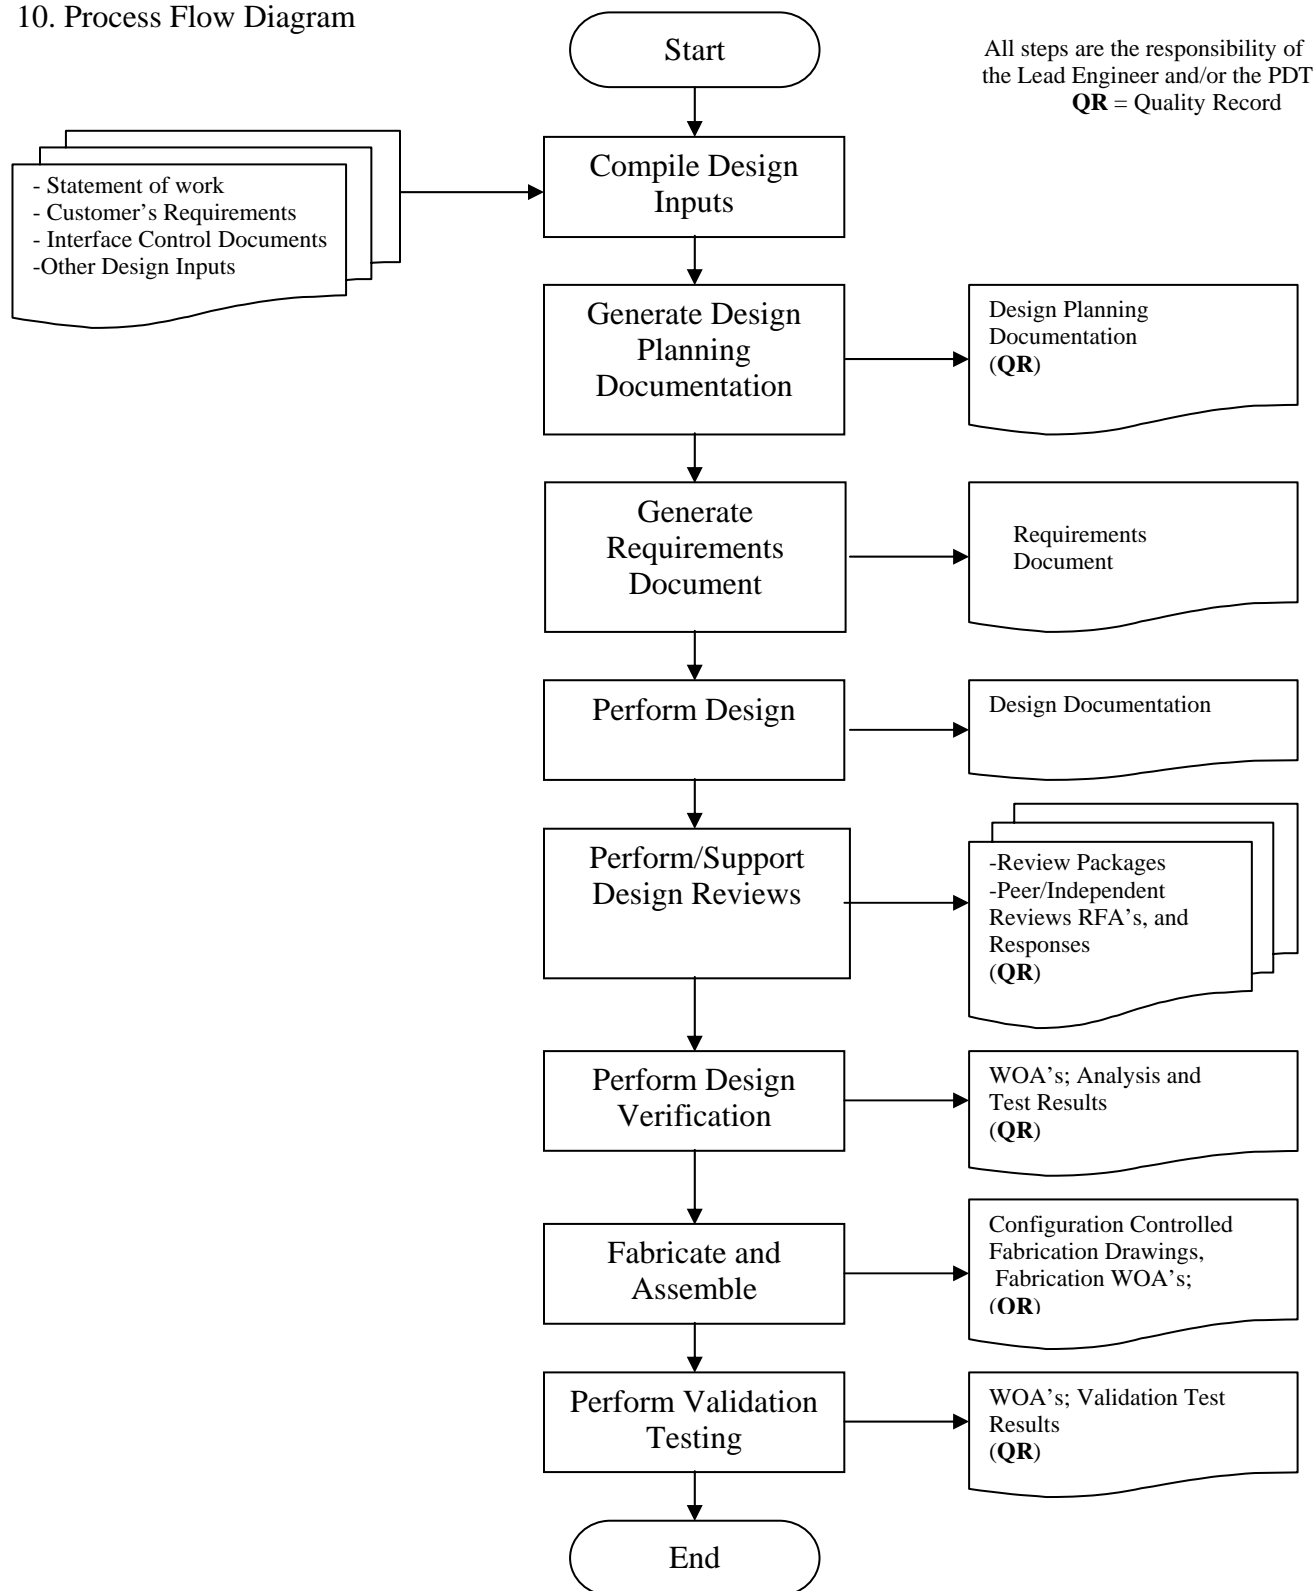 10. Process Flow Diagram
Start
All steps are the responsibility of
the Lead Engineer and/or the PDT
QR = Quality Record
- Statement of work
- Customer’s Requirements
- Interface Control Documents
-Other Design Inputs
Compile Design
Inputs
Generate Design
Planning
Documentation
Design Planning
Documentation
(QR)
Generate
Requirements
Document
Requirements
Document
Perform Design
Design Documentation
Perform/Support
Design Reviews
-Review Packages
-Peer/Independent
Reviews RFA’s, and
Responses
(QR)
Perform Design
Verification
WOA’s; Analysis and
Test Results
(QR)
Fabricate and
Assemble
Configuration Controlled
Fabrication Drawings,
Fabrication WOA’s;
(QR)
Perform Validation
Testing
WOA’s; Validation Test
Results
(QR)
End